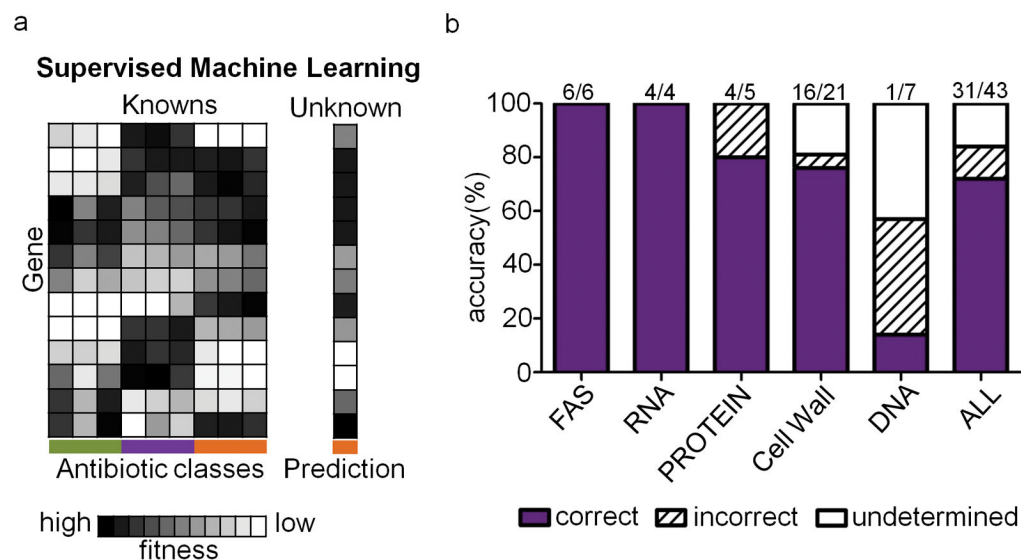 a
Supervised Machine Learning
Knowns
Unknown
Gene
Antibiotic classes
Prediction
high
low
fitness
b
6/6
4/4
4/5
16/21
1/7
31/43
accuracy(%)
100
80
60
40
20
0
FAS
RNA
PROTEIN
Cell Wall
DNA
ALL
correct
incorrect
undetermined